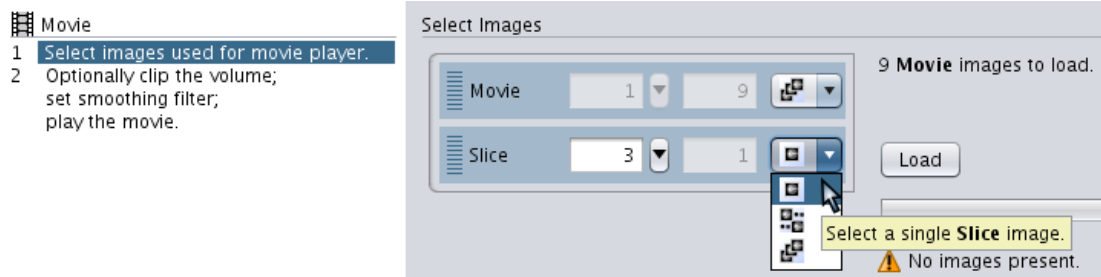 Movie
1 Select images used for movie player.
2 Optionally clip the volume;
set smoothing filter;
play the movie.
Select Images
Movie 1 9
9 Movie images to load.
Slice 3 1
Load
Select a single Slice image.
No images present.